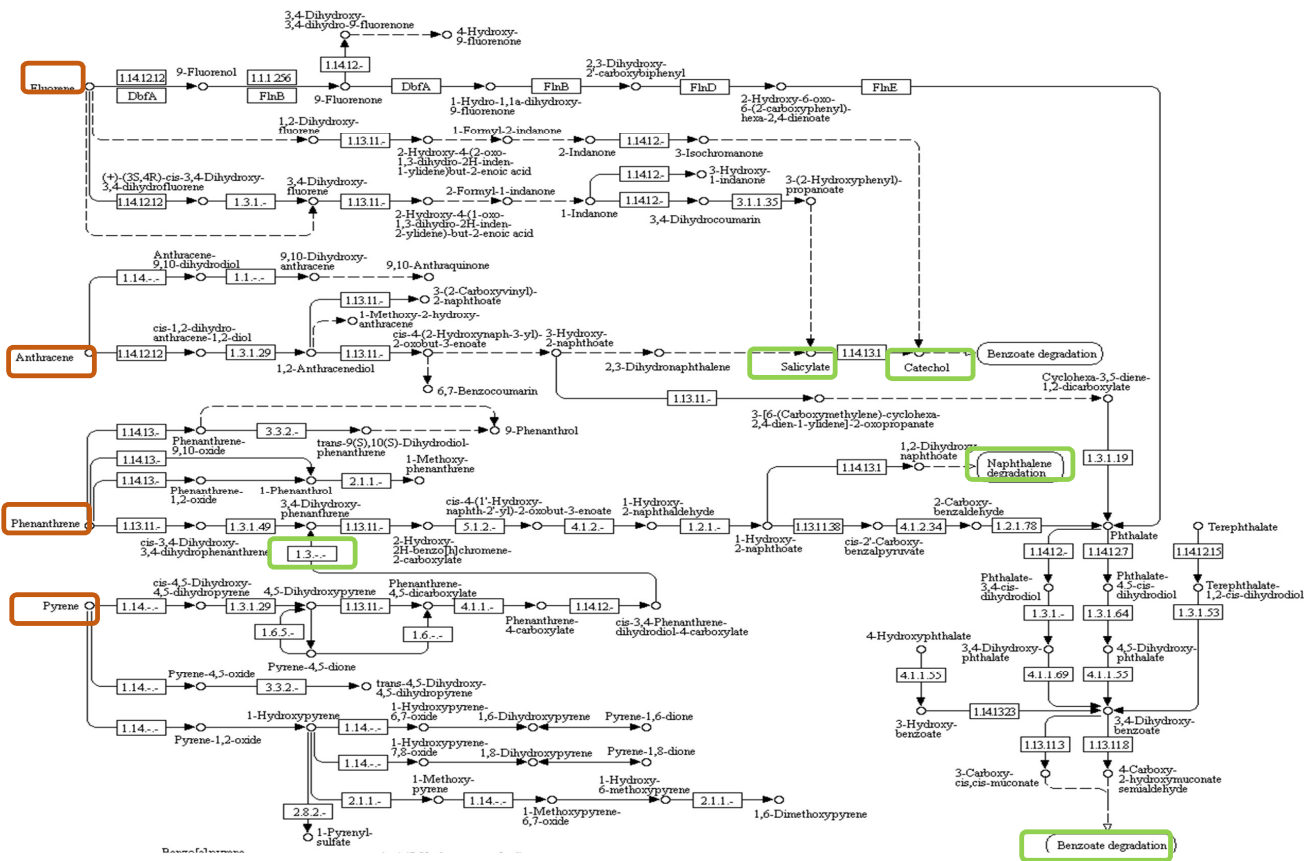 3,4-Dihydroxy-
3,4-dihydro-9-fluorenone
4-Hydroxy-
9-fluorenone
1.14.12.-
Fluorene
1.14.12.12
DbfA
9-Fluorenol
1.1.1.256
FlnB
9-Fluorenone
DbfA
1-Hydro-1,1a-dihydroxy-
9-fluorenone
FlnB
2,3-Dihydroxy-
2'-carboxybiphenyl
FlnD
2-Hydroxy-6-oxo-
6-(2-carboxyphenyl)-
hexa-2,4-dienoate
FlnE
1,2-Dihydroxy-
fluorene
1.13.11.-
2-Hydroxy-4-(2-oxo-
1,3-dihydro-2H-inden-
1-ylidene)but-2-enoic acid
1-Formyl-2-indanone
2-Indanone
1.14.12.-
3-Isochromanone
(+)-(3S,4R)-cis-3,4-Dihydroxy-
3,4-dihydrofluorene
1.14.12.12
1.3.1.-
3,4-Dihydroxy-
fluorene
1.13.11.-
2-Hydroxy-4-(1-oxo-
1,3-dihydro-2H-inden-
2-ylidene)-but-2-enoic acid
2-Formyl-1-indanone
1-Indanone
1.14.12.-
3-Hydroxy-
1-indanone
1.14.12.-
3,4-Dihydrocoumarin
3.1.1.35
3-(2-Hydroxyphenyl)-
propanoate
Anthracene-
9,10-dihydrodiol
1.14.-.-
1.1.-.-
9,10-Dihydroxy-
anthracene
9,10-Anthraquinone
1.13.11.-
3-(2-Carboxyvinyl)-
2-naphthoate
1-Methoxy-2-hydroxy-
anthracene
Anthracene
1.14.12.12
cis-1,2-dihydro-
anthracene-1,2-diol
1.3.1.29
1,2-Anthracenediol
1.13.11.-
cis-4-(2-Hydroxynaph-3-yl)-
2-oxobut-3-enoate
6,7-Benzocoumarin
3-Hydroxy-
2-naphthoate
2,3-Dihydronaphthalene
Salicylate
1.14.13.1
Catechol
Benzoate degradation
1.13.11.-
3-[6-(Carboxymethylene)-cyclohexa-
2,4-dien-1-ylidene]-2-oxopropanate
Cyclohexa-3,5-diene-
1,2-dicarboxylate
1.3.1.19
1.14.13.-
Phenanthrene-
9,10-oxide
3.3.2.-
trans-9(S),10(S)-Dihydrodiol-
phenanthrene
9-Phenanthrol
1.14.13.-
1.14.13.-
Phenanthrene-
1,2-oxide
1-Phenanthrol
2.1.1.-
1-Methoxy-
phenanthrene
Phenanthrene
1.13.11.-
cis-3,4-Dihydroxy-
3,4-dihydrophenanthrene
1.3.1.49
3,4-Dihydroxy-
phenanthrene
1.13.11.-
2-Hydroxy-
2H-benzo[h]chromene-
2-carboxylate
5.1.2.-
cis-4-(1'-Hydroxy-
naphth-2'-yl)-2-oxobut-3-enoate
4.1.2.-
1-Hydroxy-
2-naphthaldehyde
1.2.1.-
1-Hydroxy-
2-naphthoate
1.14.13.1
1,2-Dihydroxy-
naphthoate
Naphthalene
degradation
1.13.11.38
cis-2'-Carboxy-
benzalpyruvate
4.1.2.34
2-Carboxy-
benzaldehyde
1.2.1.78
Phthalate
1.3.-.-
Terephthalate
1.14.12.-
1.14.12.7
1.14.12.15
Phthalate-
3,4-cis-
dihydrodiol
Phthalate-
4,5-cis-
dihydrodiol
Terephthalate-
1,2-cis-dihydrodiol
1.3.1.-
1.3.1.64
1.3.1.53
Pyrene
1.14.-.-
cis-4,5-Dihydroxy-
4,5-dihydropyrene
1.3.1.29
4,5-Dihydroxypyrene
1.13.11.-
Phenanthrene-
4,5-dicarboxylate
4.1.1.-
Phenanthrene-
4-carboxylate
1.14.12.-
cis-3,4-Phenanthrene-
dihydrodiol-4-carboxylate
1.6.5.-
1.6.-.-
Pyrene-4,5-dione
4-Hydroxyphthalate
3,4-Dihydroxy-
phthalate
4,5-Dihydroxy-
phthalate
4.1.1.55
4.1.1.69
4.1.1.55
1.14.-.-
Pyrene-4,5-oxide
3.3.2.-
trans-4,5-Dihydroxy-
4,5-dihydropyrene
1.14.-.-
Pyrene-1,2-oxide
1-Hydroxypyrene
1.14.-.-
1-Hydroxypyrene-
6,7-oxide
1,6-Dihydroxypyrene
Pyrene-1,6-dione
3-Hydroxy-
benzoate
1.14.13.23
3,4-Dihydroxy-
benzoate
1.14.-.-
1-Hydroxypyrene-
7,8-oxide
1,8-Dihydroxypyrene
Pyrene-1,8-dione
1.13.11.3
1.13.11.8
3-Carboxy-
cis,cis-muconate
4-Carboxy-
2-hydroxymuconate
semialdehyde
2.1.1.-
1-Methoxy-
pyrene
1.14.-.-
1-Methoxypyrene-
6,7-oxide
1-Hydroxy-
6-methoxypyrene
2.1.1.-
1,6-Dimethoxypyrene
2.8.2.-
1-Pyrenyl-
sulfate
Benzoate degradation